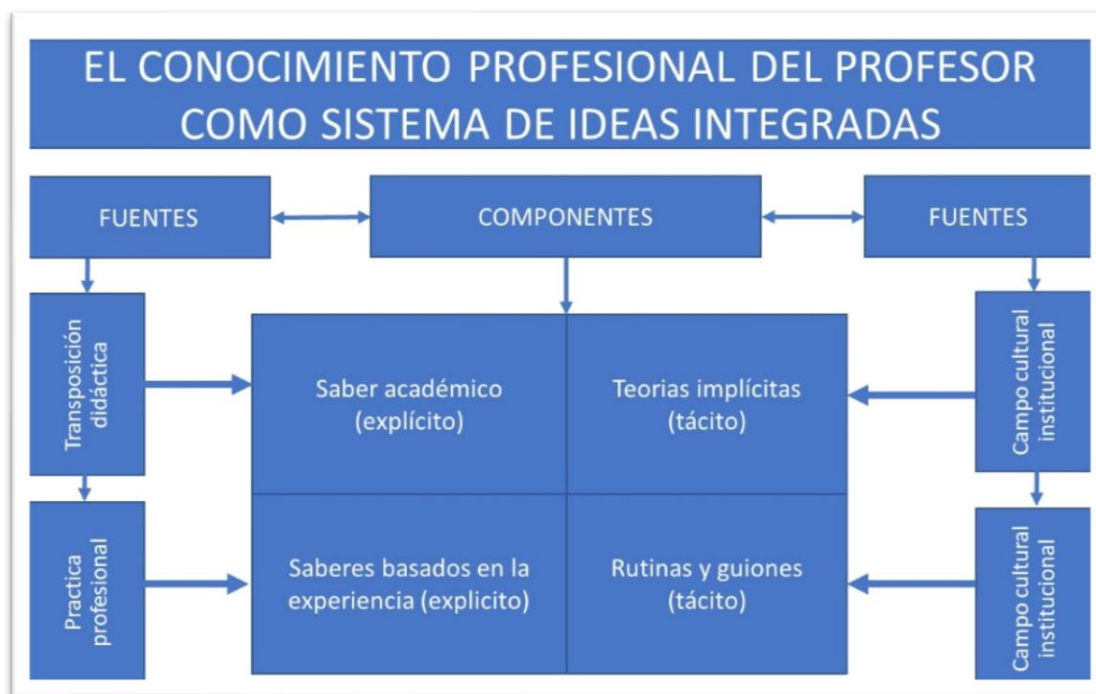 EL CONOCIMIENTO PROFESIONAL DEL PROFESOR
COMO SISTEMA DE IDEAS INTEGRADAS
FUENTES
COMPONENTES
FUENTES
Transposición
didáctica
Saber académico
(explícito)
Teorias implícitas
(tácito)
Campo cultural
institucional
Practica
profesional
Saberes basados en la
experiencia (explicito)
Rutinas y guiones
(tácito)
Campo cultural
institucional